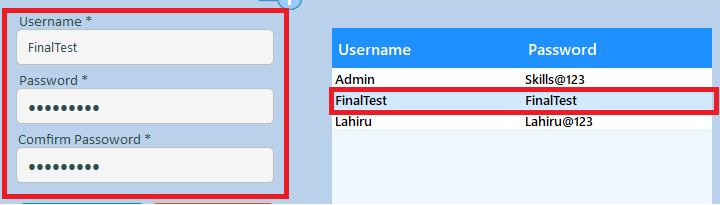 Username *
FinalTest
Password *
●●●●●●●●●
Comfirm Passoword *
●●●●●●●●●
Username Password
Admin Skills@123
FinalTest FinalTest
Lahiru Lahiru@123